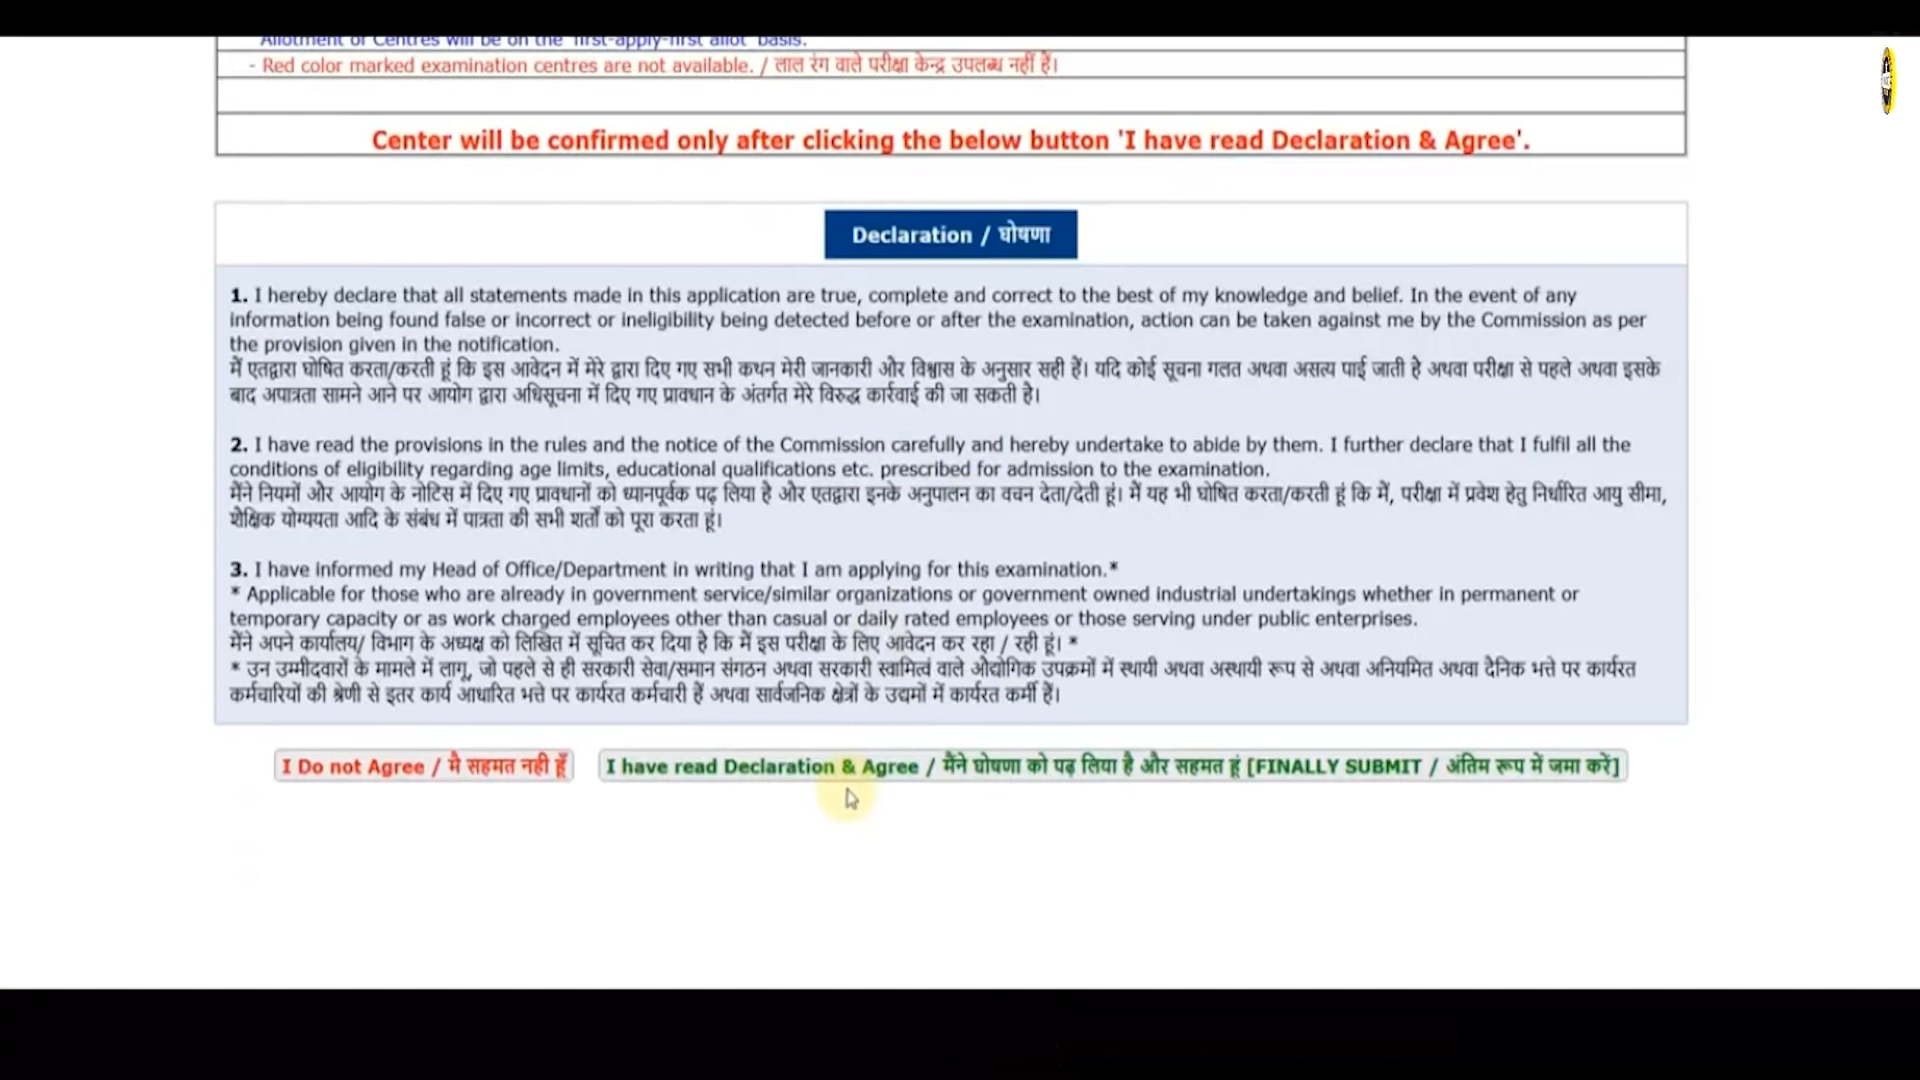 Allotment of Centres will be on the 'first-apply-first allot' basis.
- Red color marked examination centres are not available. / लाल रंग वाले परीक्षा केन्द्र उपलब्ध नहीं हैं।
Center will be confirmed only after clicking the below button 'I have read Declaration & Agree'.
Declaration / घोषणा
1. I hereby declare that all statements made in this application are true, complete and correct to the best of my knowledge and belief. In the event of any
information being found false or incorrect or ineligibility being detected before or after the examination, action can be taken against me by the Commission as per
the provision given in the notification.
मैं एतद्वारा घोषित करता/करती हूं कि इस आवेदन में मेरे द्वारा दिए गए सभी कथन मेरी जानकारी और विश्वास के अनुसार सही हैं। यदि कोई सूचना गलत अथवा असत्य पाई जाती है अथवा परीक्षा से पहले अथवा इसके
बाद अपात्रता सामने आने पर आयोग द्वारा अधिसूचना में दिए गए प्रावधान के अंतर्गत मेरे विरुद्ध कार्रवाई की जा सकती है।
2. I have read the provisions in the rules and the notice of the Commission carefully and hereby undertake to abide by them. I further declare that I fulfil all the
conditions of eligibility regarding age limits, educational qualifications etc. prescribed for admission to the examination.
मैंने नियमों और आयोग के नोटिस में दिए गए प्रावधानों को ध्यानपूर्वक पढ़ लिया है और एतद्वारा इनके अनुपालन का वचन देता/देती हूं। मैं यह भी घोषित करता/करती हूं कि मैं, परीक्षा में प्रवेश हेतु निर्धारित आयु सीमा,
शैक्षिक योग्ययता आदि के संबंध में पात्रता की सभी शर्तों को पूरा करता हूं।
3. I have informed my Head of Office/Department in writing that I am applying for this examination.*
* Applicable for those who are already in government service/similar organizations or government owned industrial undertakings whether in permanent or
temporary capacity or as work charged employees other than casual or daily rated employees or those serving under public enterprises.
मैंने अपने कार्यालय/ विभाग के अध्यक्ष को लिखित में सूचित कर दिया है कि मैं इस परीक्षा के लिए आवेदन कर रहा / रही हूं। *
* उन उम्मीदवारों के मामले में लागू, जो पहले से ही सरकारी सेवा/समान संगठन अथवा सरकारी स्वामित्व वाले औद्योगिक उपक्रमों में स्थायी अथवा अस्थायी रूप से अथवा अनियमित अथवा दैनिक भत्ते पर कार्यरत
कर्मचारियों की श्रेणी से इतर कार्य आधारित भत्ते पर कार्यरत कर्मचारी हैं अथवा सार्वजनिक क्षेत्रों के उद्यमों में कार्यरत कर्मी हैं।
I Do not Agree / मै सहमत नही हूँ
I have read Declaration & Agree / मैंने घोषणा को पढ़ लिया है और सहमत हूं [FINALLY SUBMIT / अंतिम रूप में जमा करें]